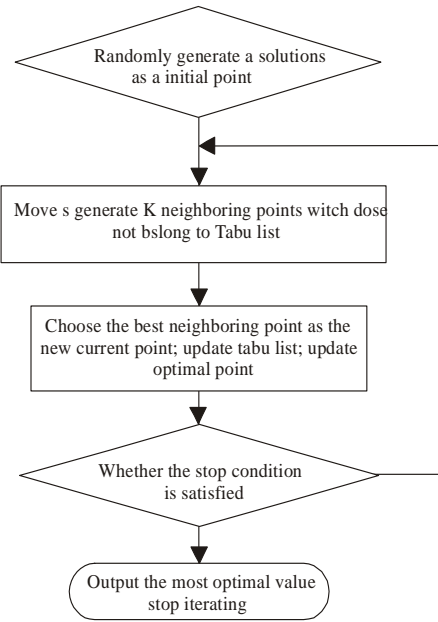 Randomly generate a solutions
as a initial point
Move s generate K neighboring points witch dose
not bslong to Tabu list
Choose the best neighboring point as the
new current point; update tabu list; update
optimal point
Whether the stop condition
is satisfied
Output the most optimal value
stop iterating